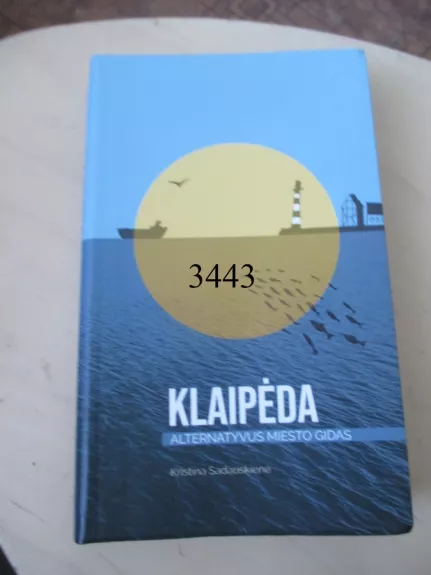 3443
KLAIPĖDA
ALTERNATYVUS MIESTO GIDAS
Kristina Sadauskienė